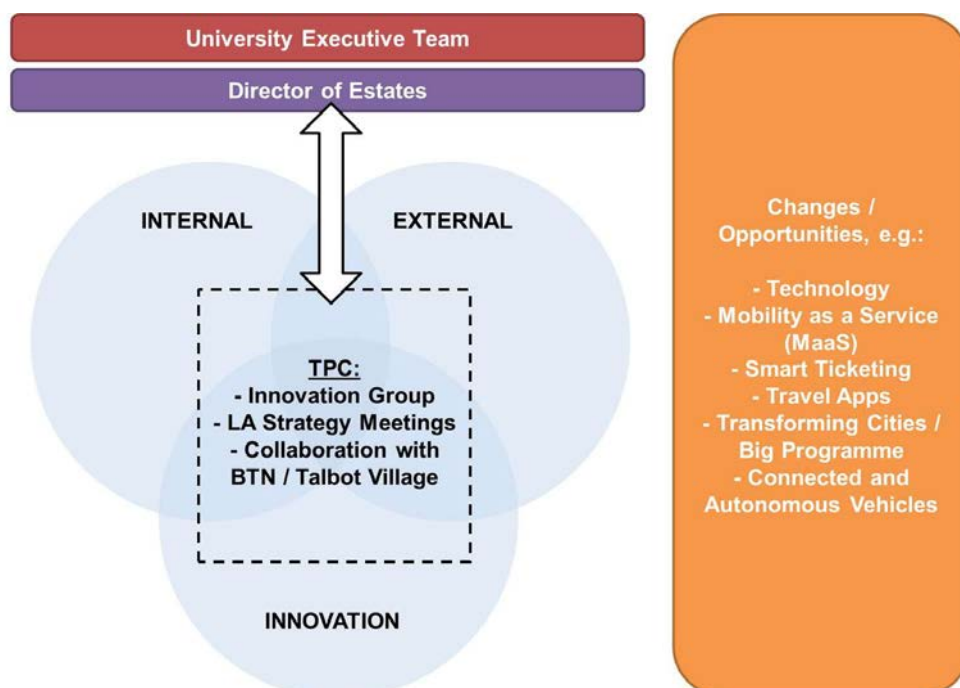 University Executive Team
Director of Estates
INTERNAL
EXTERNAL
TPC:
- Innovation Group
- LA Strategy Meetings
- Collaboration with
BTN / Talbot Village
INNOVATION
Changes /
Opportunities, e.g.:
- Technology
- Mobility as a Service
(MaaS)
- Smart Ticketing
- Travel Apps
- Transforming Cities /
Big Programme
- Connected and
Autonomous Vehicles